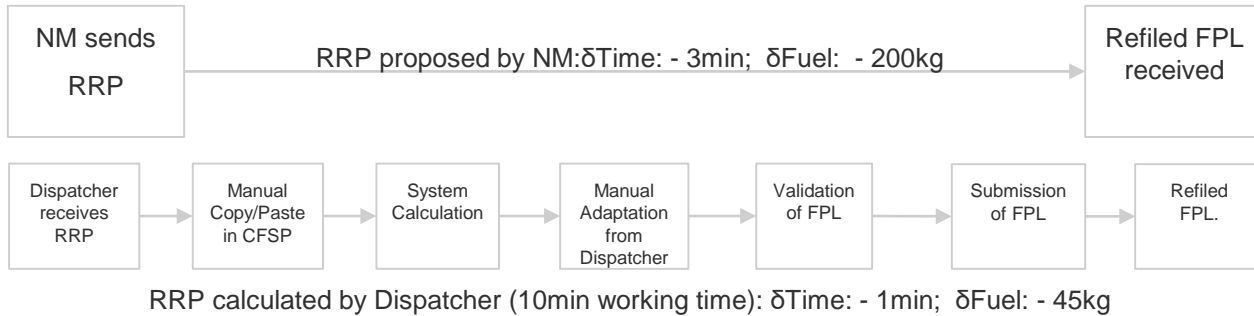 NM sends
RRP
RRP proposed by NM:δTime: - 3min; δFuel: - 200kg
Refiled FPL
received
Dispatcher
receives
RRP
Manual
Copy/Paste
in CFSP
System
Calculation
Manual
Adaptation
from
Dispatcher
Validation
of FPL
Submission
of FPL
Refiled
FPL.
RRP calculated by Dispatcher (10min working time): δTime: - 1min; δFuel: - 45kg